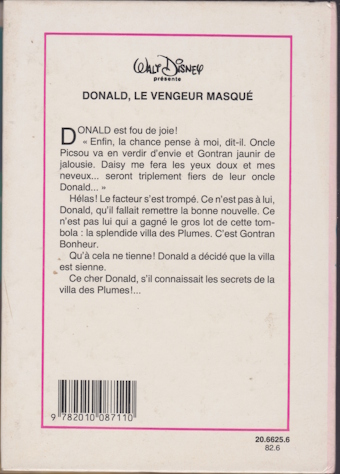 WALT DISNEY
présente
DONALD, LE VENGEUR MASQUÉ
DONALD est fou de joie!
« Enfin, la chance pense à moi, dit-il. Oncle
Picsou va en verdir d'envie et Gontran jaunir de
jalousie. Daisy me fera les yeux doux et mes
neveux... seront triplement fiers de leur oncle
Donald... »
Hélas! Le facteur s'est trompé. Ce n'est pas à lui,
Donald, qu'il fallait remettre la bonne nouvelle. Ce
n'est pas lui qui a gagné le gros lot de cette tom-
bola : la splendide villa des Plumes. C'est Gontran
Bonheur.
Qu'à cela ne tienne! Donald a décidé que la villa
est sienne.
Ce cher Donald, s'il connaissait les secrets de la
villa des Plumes!...
9 782010 087110
20.6625.6
82.6